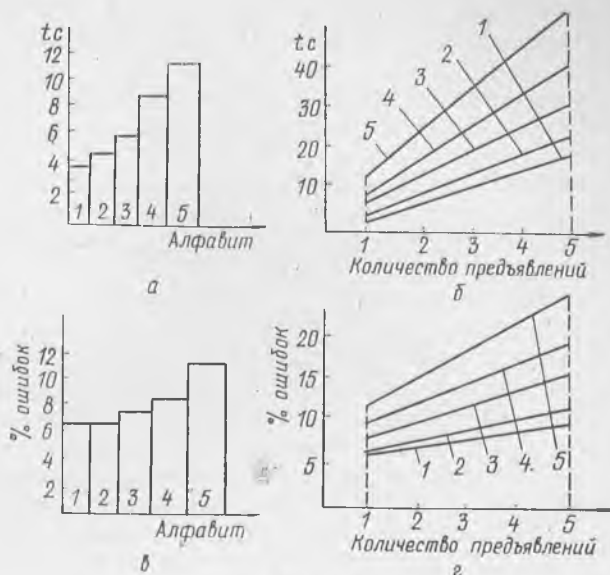 t.c
12
10
8
6
4
2
1 2 3 4 5
Алфавит
а
t.c
40
30
20
10
1
2
3
4
5
1 2 3 4 5
Количество предъявлений
б
% ошибок
12
10
8
6
4
2
1 2 3 4 5
Алфавит
в
% ошибок
20
15
10
5
1 2 3 4. 5
1 2 3 4 5
Количество предъявлений
г